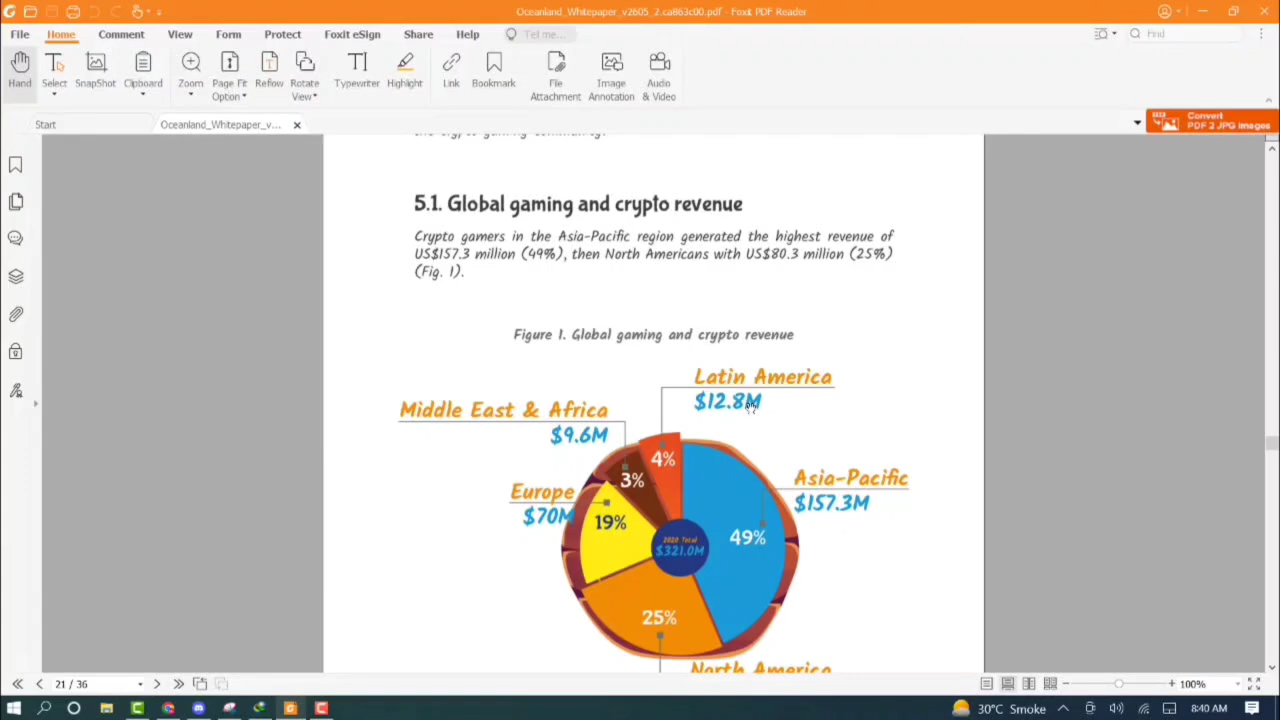 Oceanland_Whitepaper_v2605_2.ca863c00.pdf - Foxit PDF Reader
File Home Comment View Form Protect Foxit eSign Share Help Tell me... Find
Hand Select SnapShot Clipboard Zoom Page Fit Option Reflow Rotate View Typewriter Highlight Link Bookmark File Attachment Image Annotation Audio & Video
Start Oceanland_Whitepaper_v... Convert
PDF 2 JPG Images
5.1. Global gaming and crypto revenue
Crypto gamers in the Asia-Pacific region generated the highest revenue of
US$157.3 million (49%), then North Americans with US$80.3 million (25%)
(Fig. 1).
Figure 1. Global gaming and crypto revenue
Latin America
$12.8M
Middle East & Africa
$9.6M
4%
3%
Asia-Pacific
$157.3M
Europe
$70M
19%
49%
2020 Total
$321.0M
25%
North America
21 / 36 100%
30°C Smoke 8:40 AM